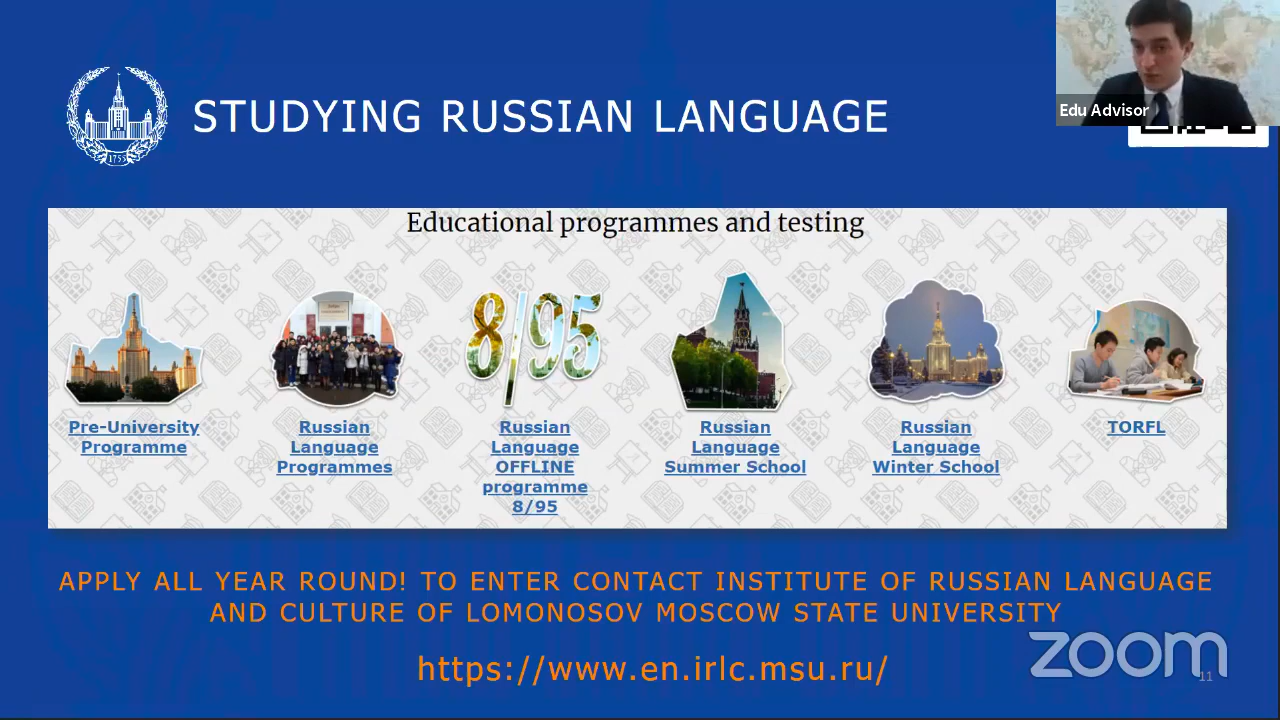 Edu Advisor
STUDYING RUSSIAN LANGUAGE
1755
Educational programmes and testing
8/95
Pre-University
Programme
Russian
Language
Programmes
Russian
Language
OFFLINE
programme
8/95
Russian
Language
Summer School
Russian
Language
Winter School
TORFL
APPLY ALL YEAR ROUND! TO ENTER CONTACT INSTITUTE OF RUSSIAN LANGUAGE
AND CULTURE OF LOMONOSOV MOSCOW STATE UNIVERSITY
https://www.en.irlc.msu.ru/
zoom
11